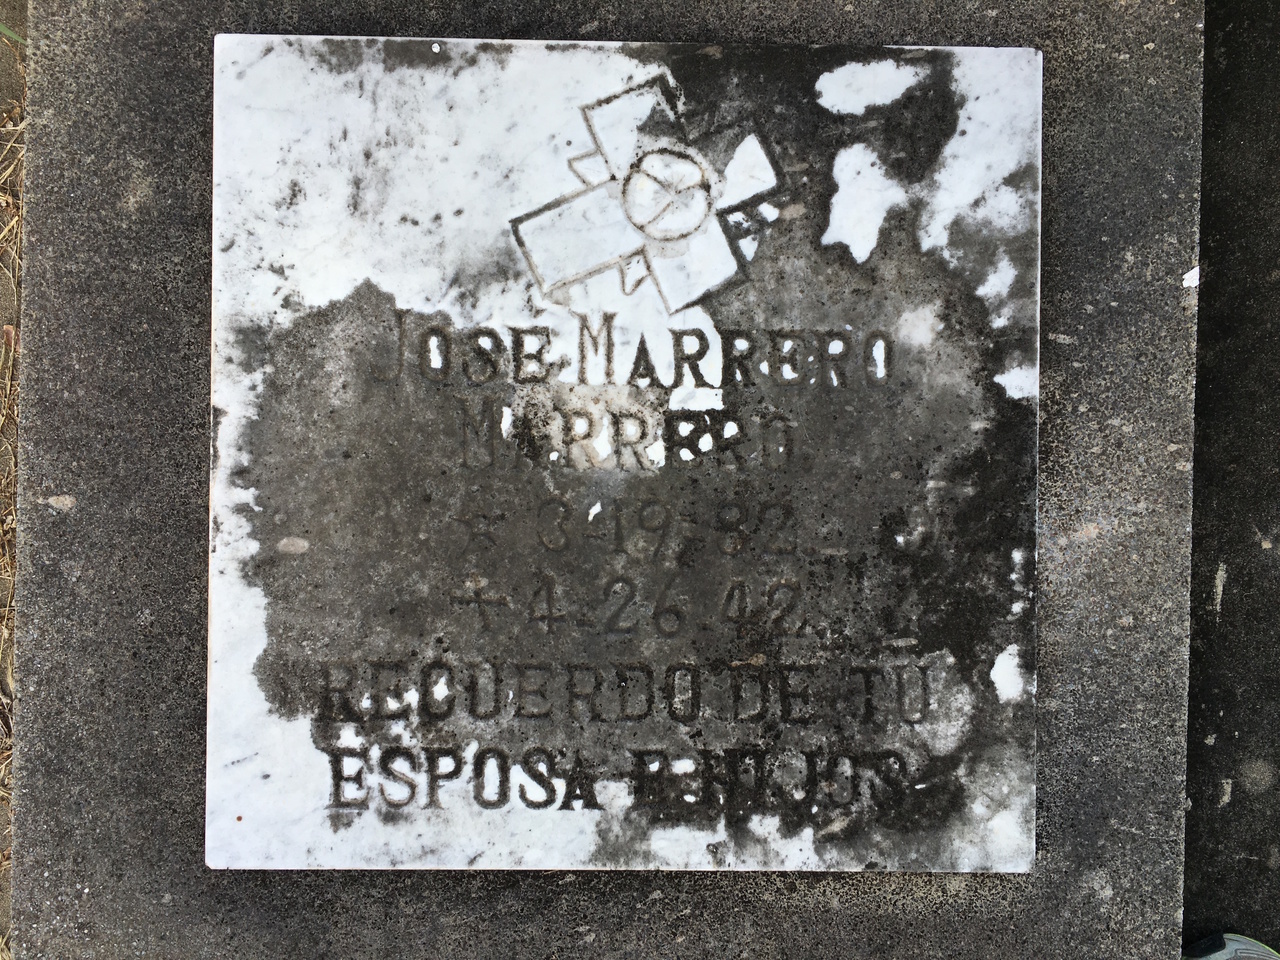 JOSE MARRERO
MARRERO
3-19-82
4-26-42
RECUERDO DE TU
ESPOSA E HIJOS